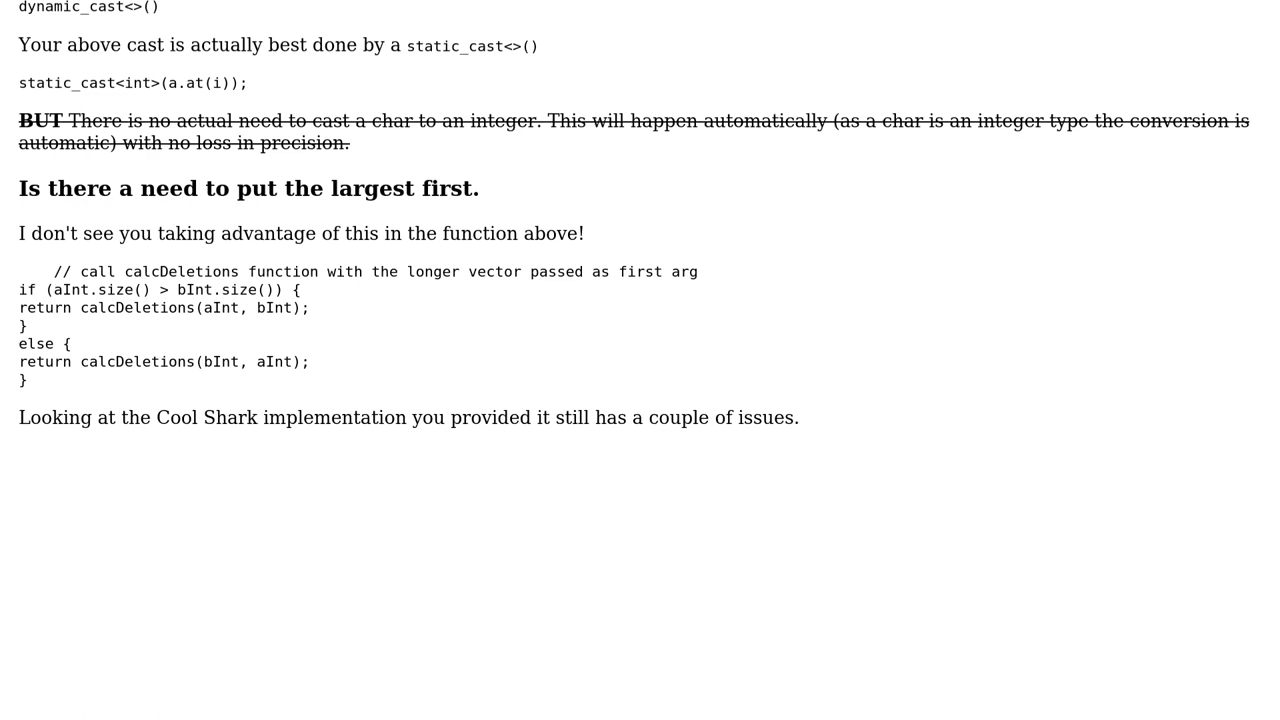 dynamic_cast<>()
Your above cast is actually best done by a static_cast<>()
static_cast<int>(a.at(i));
BUT There is no actual need to cast a char to an integer. This will happen automatically (as a char is an integer type the conversion is
automatic) with no loss in precision.
Is there a need to put the largest first.
I don't see you taking advantage of this in the function above!
    // call calcDeletions function with the longer vector passed as first arg
if (aInt.size() > bInt.size()) {
return calcDeletions(aInt, bInt);
}
else {
return calcDeletions(bInt, aInt);
}
Looking at the Cool Shark implementation you provided it still has a couple of issues.